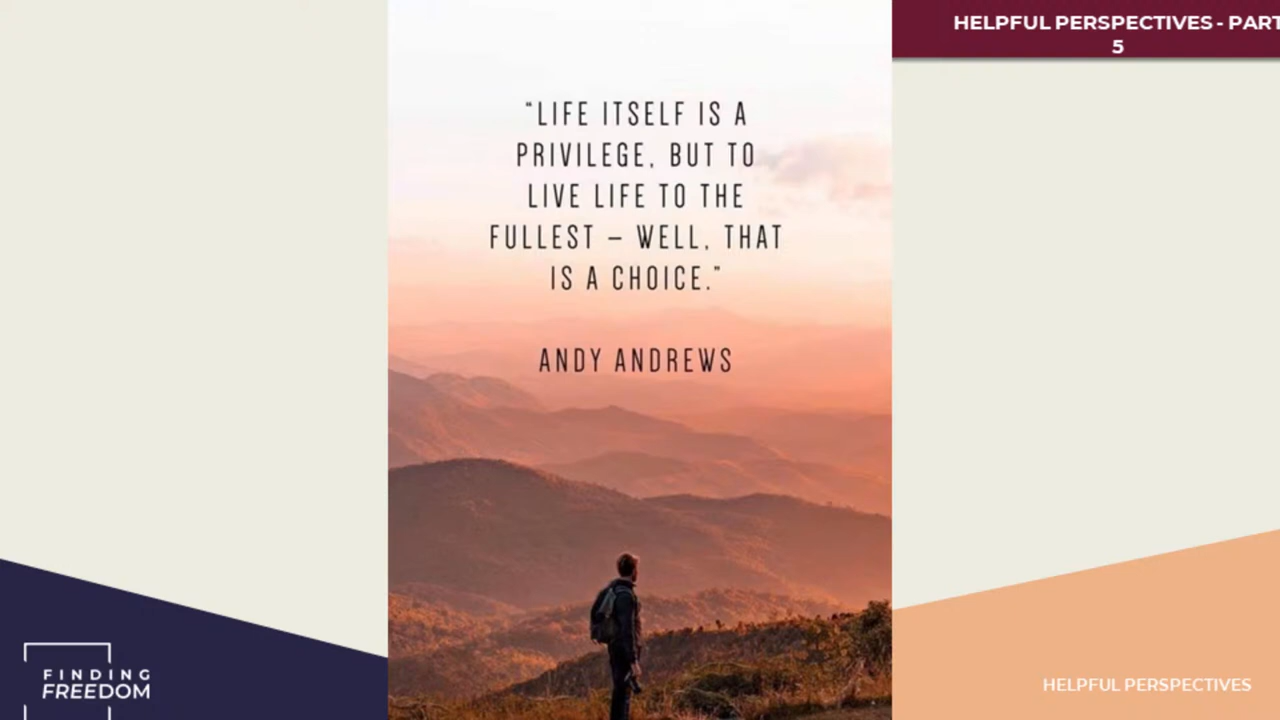 HELPFUL PERSPECTIVES - PART
5
“LIFE ITSELF IS A
PRIVILEGE, BUT TO
LIVE LIFE TO THE
FULLEST – WELL, THAT
IS A CHOICE.”
ANDY ANDREWS
FINDING
FREEDOM
HELPFUL PERSPECTIVES